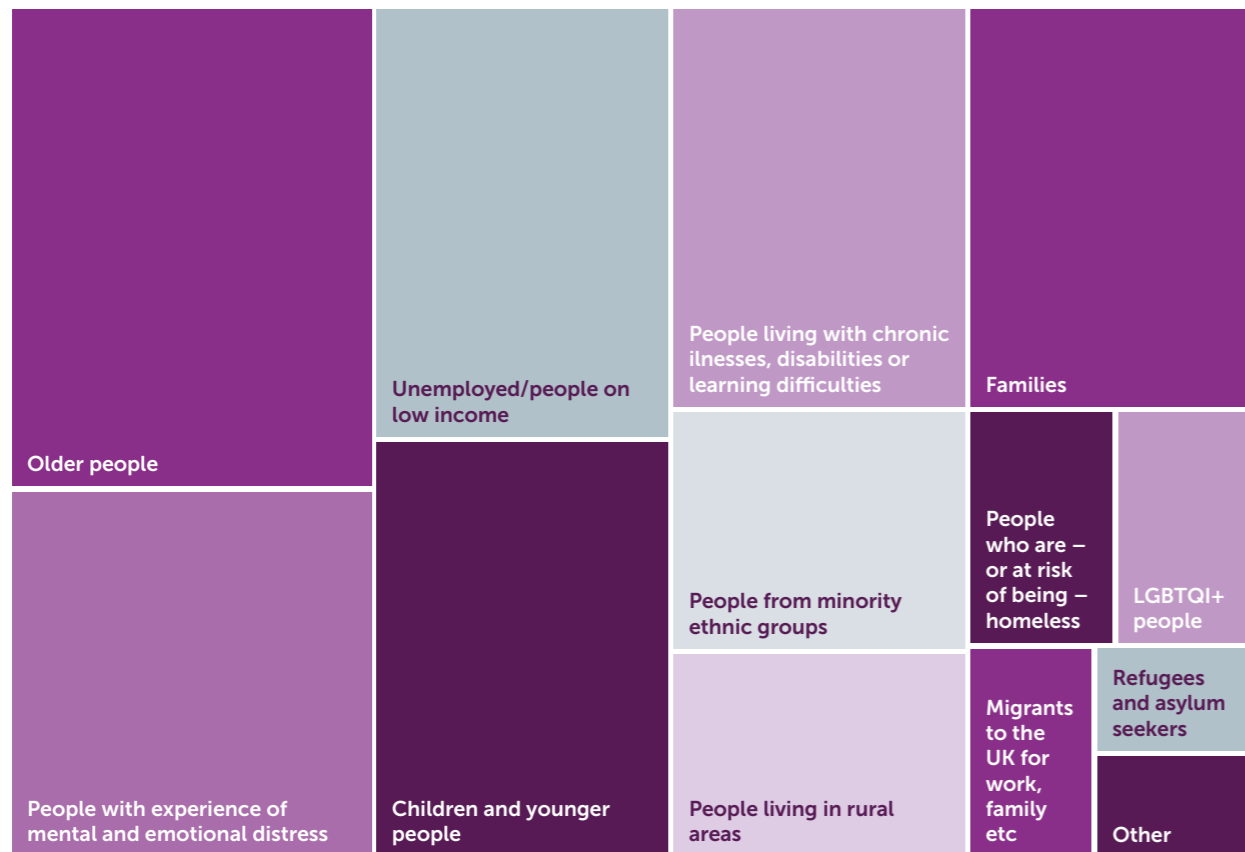 Older people
People with experience of
mental and emotional distress
Unemployed/people on
low income
Children and younger
people
People living with chronic
ilnesses, disabilities or
learning difficulties
People from minority
ethnic groups
People living in rural
areas
Families
People
who are –
or at risk
of being –
homeless
LGBTQI+
people
Migrants
to the
UK for
work,
family
etc
Refugees
and asylum
seekers
Other